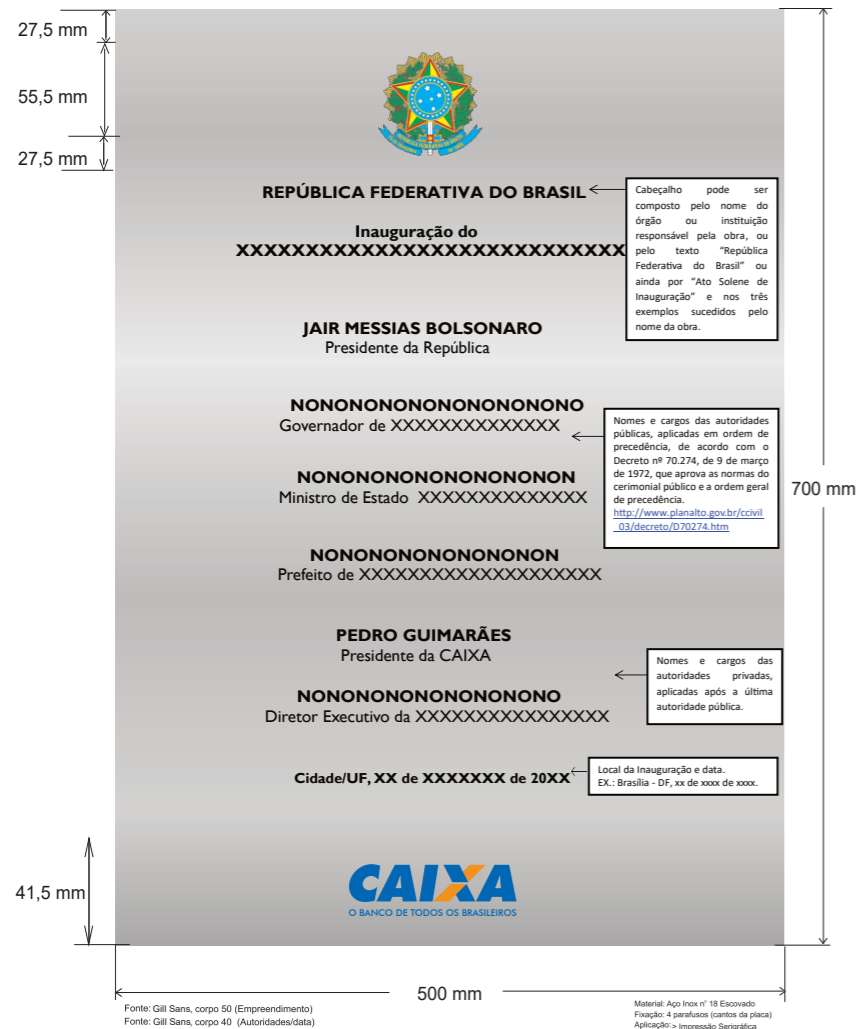 27,5 mm
55,5 mm
27,5 mm
REPÚBLICA FEDERATIVA DO BRASIL
Cabeçalho pode ser
composto pelo nome do
órgão ou instituição
responsável pela obra, ou
pelo texto “República
Federativa do Brasil” ou
ainda por “Ato Solene de
Inauguração” e nos três
exemplos sucedidos pelo
nome da obra.
Inauguração do
XXXXXXXXXXXXXXXXXXXXXXXXXXXX
JAIR MESSIAS BOLSONARO
Presidente da República
NONONONONONONONONONO
Governador de XXXXXXXXXXXXXX
Nomes e cargos das autoridades
públicas, aplicadas em ordem de
precedência, de acordo com o
Decreto nº 70.274, de 9 de março
de 1972, que aprova as normas do
cerimonial público e a ordem geral
de precedência.
http://www.planalto.gov.br/ccivil
_03/decreto/D70274.htm
NONONONONONONONONON
Ministro de Estado XXXXXXXXXXXXXX
700 mm
NONONONONONONONON
Prefeito de XXXXXXXXXXXXXXXXXXXX
PEDRO GUIMARÃES
Presidente da CAIXA
Nomes e cargos das
autoridades privadas,
aplicadas após a última
autoridade pública.
NONONONONONONONONO
Diretor Executivo da XXXXXXXXXXXXXXXX
Cidade/UF, XX de XXXXXXX de 20XX
Local da Inauguração e data.
EX.: Brasília - DF, xx de xxxx de xxxx.
41,5 mm
CAIXA
O BANCO DE TODOS OS BRASILEIROS
500 mm
Fonte: Gill Sans, corpo 50 (Empreendimento)
Fonte: Gill Sans, corpo 40 (Autoridades/data)
Material: Aço Inox n° 18 Escovado
Fixação: 4 parafusos (cantos da placa)
Aplicação: > Impressão Serigráfica